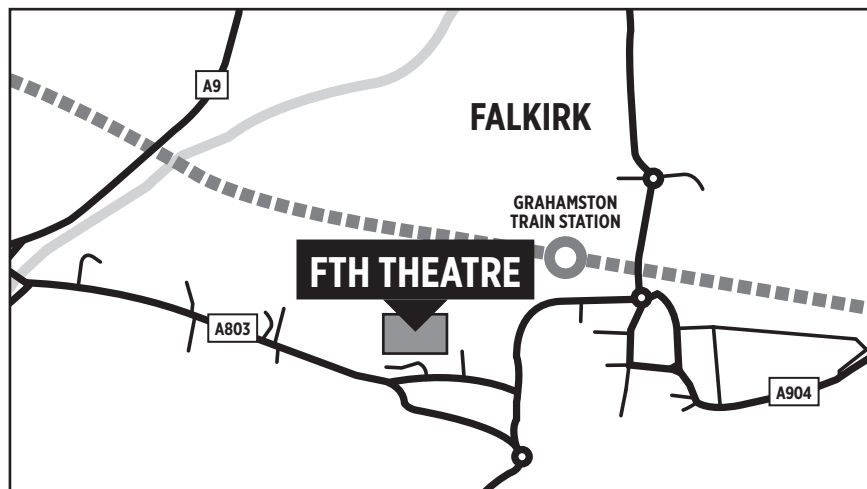 A9
FALKIRK
GRAHAMSTON
TRAIN STATION
FTH THEATRE
A803
A904